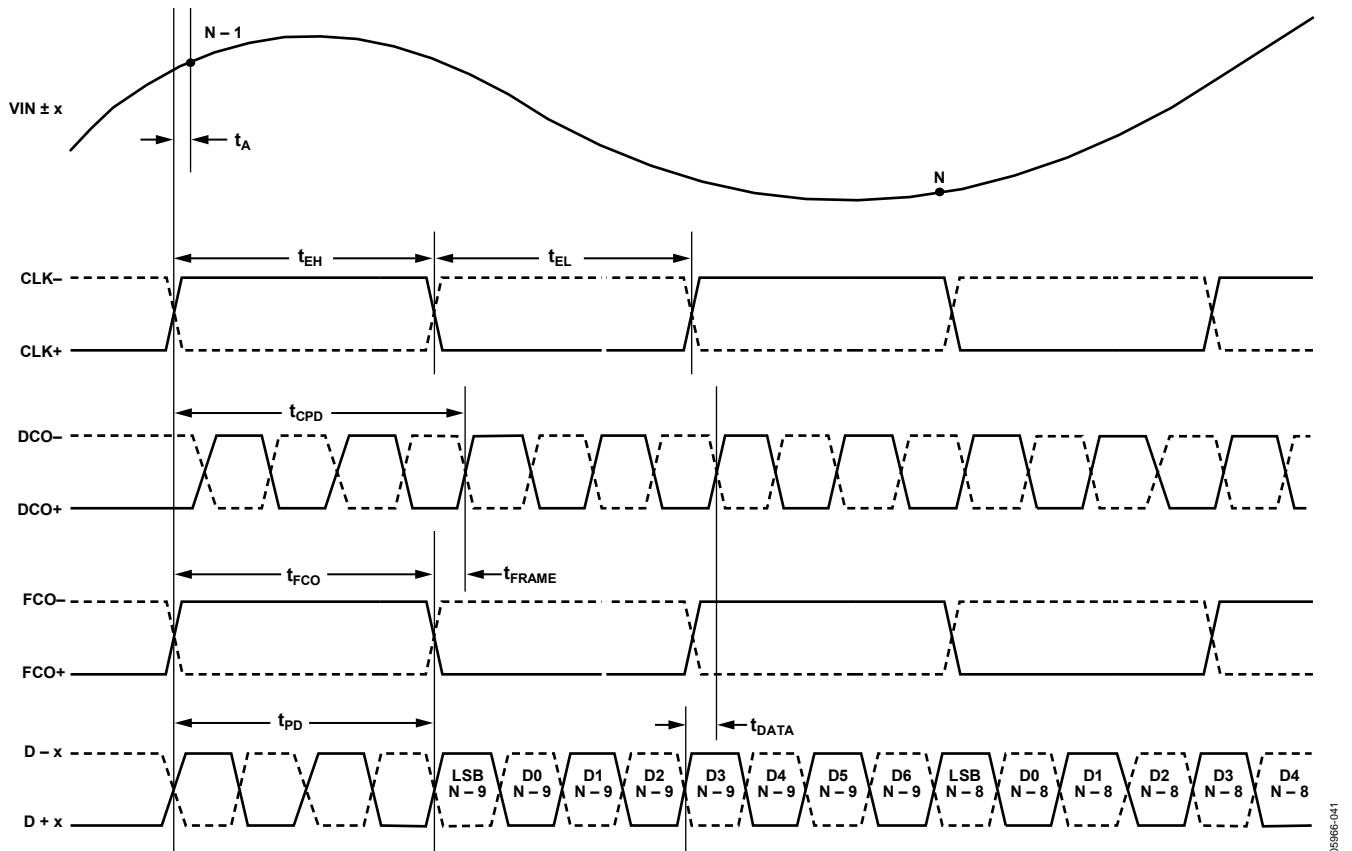 N – 1
VIN ± x
tA
N
tEH
tEL
CLK–
CLK+
tCPD
DCO–
DCO+
tFCO
tFRAME
FCO–
FCO+
tPD
tDATA
D – x
LSB D0 D1 D2 D3 D4 D5 D6 LSB D0 D1 D2 D3 D4
N – 9 N – 9 N – 9 N – 9 N – 9 N – 9 N – 9 N – 9 N – 8 N – 8 N – 8 N – 8 N – 8 N – 8
D + x
05966-041